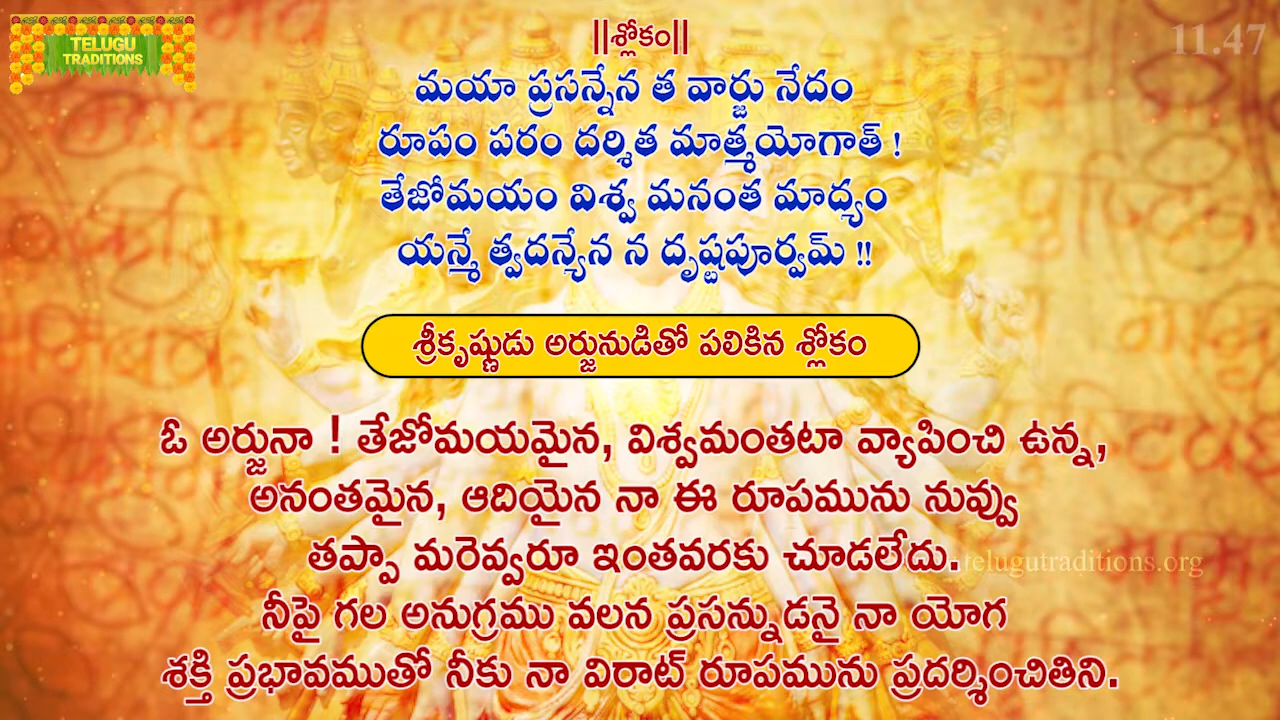 TELUGU
TRADITIONS
||శ్లోకం||
11.47
మయా ప్రసన్నేన త వార్జు నేదం
రూపం పరం దర్శిత మాత్మయోగాత్ !
తేజోమయం విశ్వ మనంత మాద్యం
యన్మే త్వదన్యేన న దృష్టపూర్వమ్ !!
శ్రీకృష్ణుడు అర్జునుడితో పలికిన శ్లోకం
ఓ అర్జునా ! తేజోమయమైన, విశ్వమంతటా వ్యాపించి ఉన్న,
అనంతమైన, ఆదియైన నా ఈ రూపమును నువ్వు
తప్పా మరెవ్వరూ ఇంతవరకు చూడలేదు.
telugutraditions.org
నీపై గల అనుగ్రము వలన ప్రసన్నుడనై నా యోగ
శక్తి ప్రభావముతో నీకు నా విరాట్ రూపమును ప్రదర్శించితిని.